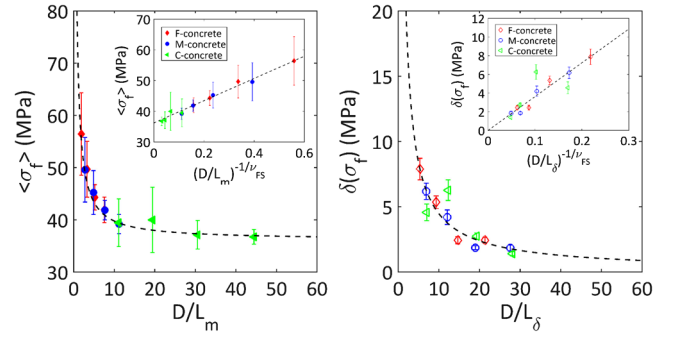 80
70
60
50
40
30
<σf> (MPa)
0 10 20 30 40 50 60
D/Lm
F-concrete
M-concrete
C-concrete
80
70
60
50
40
30
<σf> (MPa)
0 0.2 0.4 0.6
(D/Lm)-1/νFS
20
15
10
5
0
δ(σf) (MPa)
0 10 20 30 40 50 60
D/Lδ
F-concrete
M-concrete
C-concrete
12
10
8
6
4
2
0
δ(σf) (MPa)
0 0.1 0.2 0.3
(D/Lδ)-1/νFS